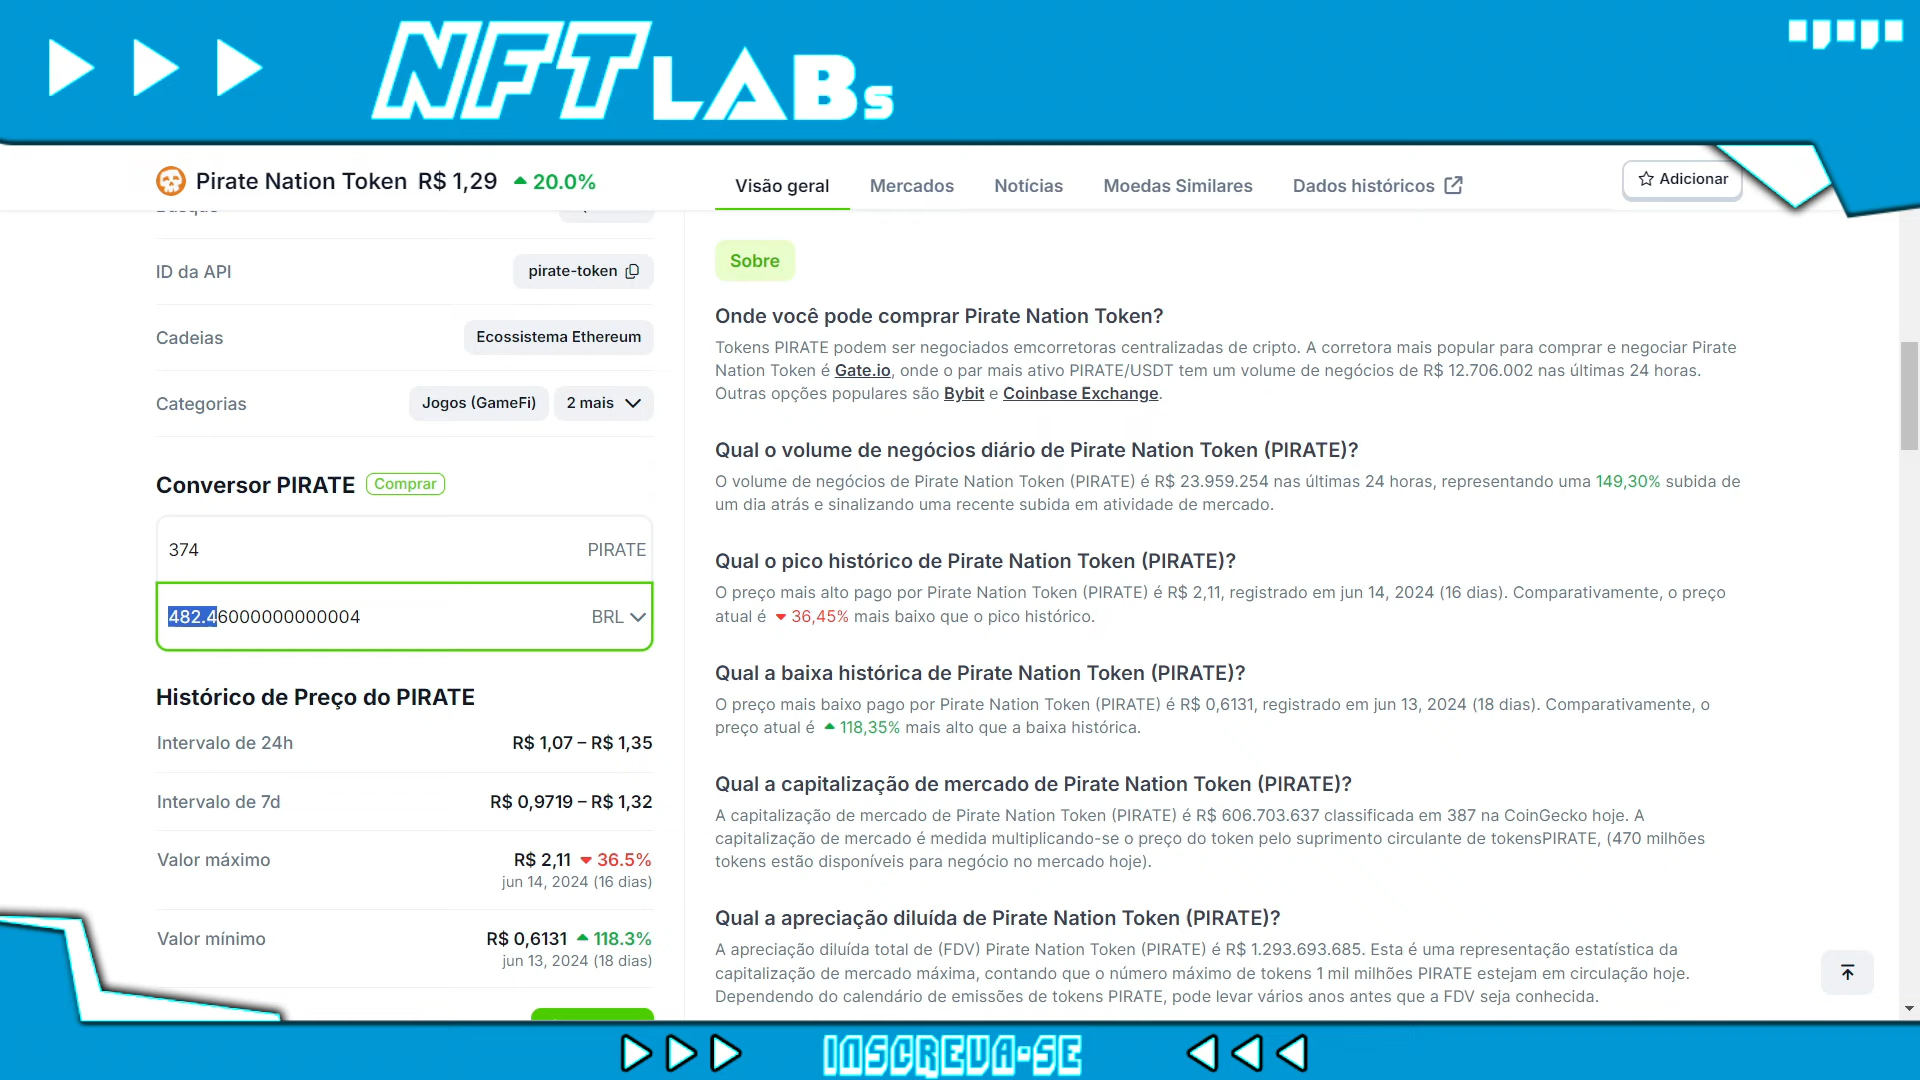 NFT LABs
Pirate Nation Token R$ 1,29 20.0%
Visão geral
Mercados
Notícias
Moedas Similares
Dados históricos
Adicionar
ID da API
pirate-token
Cadeias
Ecossistema Ethereum
Categorias
Jogos (GameFi)
2 mais
Conversor PIRATE
Comprar
374
PIRATE
482.46000000000004
BRL
Histórico de Preço do PIRATE
Intervalo de 24h
R$ 1,07 – R$ 1,35
Intervalo de 7d
R$ 0,9719 – R$ 1,32
Valor máximo
R$ 2,11 36.5%
jun 14, 2024 (16 dias)
Valor mínimo
R$ 0,6131 118.3%
jun 13, 2024 (18 dias)
Sobre
Onde você pode comprar Pirate Nation Token?
Tokens PIRATE podem ser negociados emcorretoras centralizadas de cripto. A corretora mais popular para comprar e negociar Pirate
Nation Token é Gate.io, onde o par mais ativo PIRATE/USDT tem um volume de negócios de R$ 12.706.002 nas últimas 24 horas.
Outras opções populares são Bybit e Coinbase Exchange.
Qual o volume de negócios diário de Pirate Nation Token (PIRATE)?
O volume de negócios de Pirate Nation Token (PIRATE) é R$ 23.959.254 nas últimas 24 horas, representando uma 149,30% subida de
um dia atrás e sinalizando uma recente subida em atividade de mercado.
Qual o pico histórico de Pirate Nation Token (PIRATE)?
O preço mais alto pago por Pirate Nation Token (PIRATE) é R$ 2,11, registrado em jun 14, 2024 (16 dias). Comparativamente, o preço
atual é 36,45% mais baixo que o pico histórico.
Qual a baixa histórica de Pirate Nation Token (PIRATE)?
O preço mais baixo pago por Pirate Nation Token (PIRATE) é R$ 0,6131, registrado em jun 13, 2024 (18 dias). Comparativamente, o
preço atual é 118,35% mais alto que a baixa histórica.
Qual a capitalização de mercado de Pirate Nation Token (PIRATE)?
A capitalização de mercado de Pirate Nation Token (PIRATE) é R$ 606.703.637 classificada em 387 na CoinGecko hoje. A
capitalização de mercado é medida multiplicando-se o preço do token pelo suprimento circulante de tokensPIRATE, (470 milhões
tokens estão disponíveis para negócio no mercado hoje).
Qual a apreciação diluída de Pirate Nation Token (PIRATE)?
A apreciação diluída total de (FDV) Pirate Nation Token (PIRATE) é R$ 1.293.693.685. Esta é uma representação estatística da
capitalização de mercado máxima, contando que o número máximo de tokens 1 mil milhões PIRATE estejam em circulação hoje.
Dependendo do calendário de emissões de tokens PIRATE, pode levar vários anos antes que a FDV seja conhecida.
INSCREVA-SE